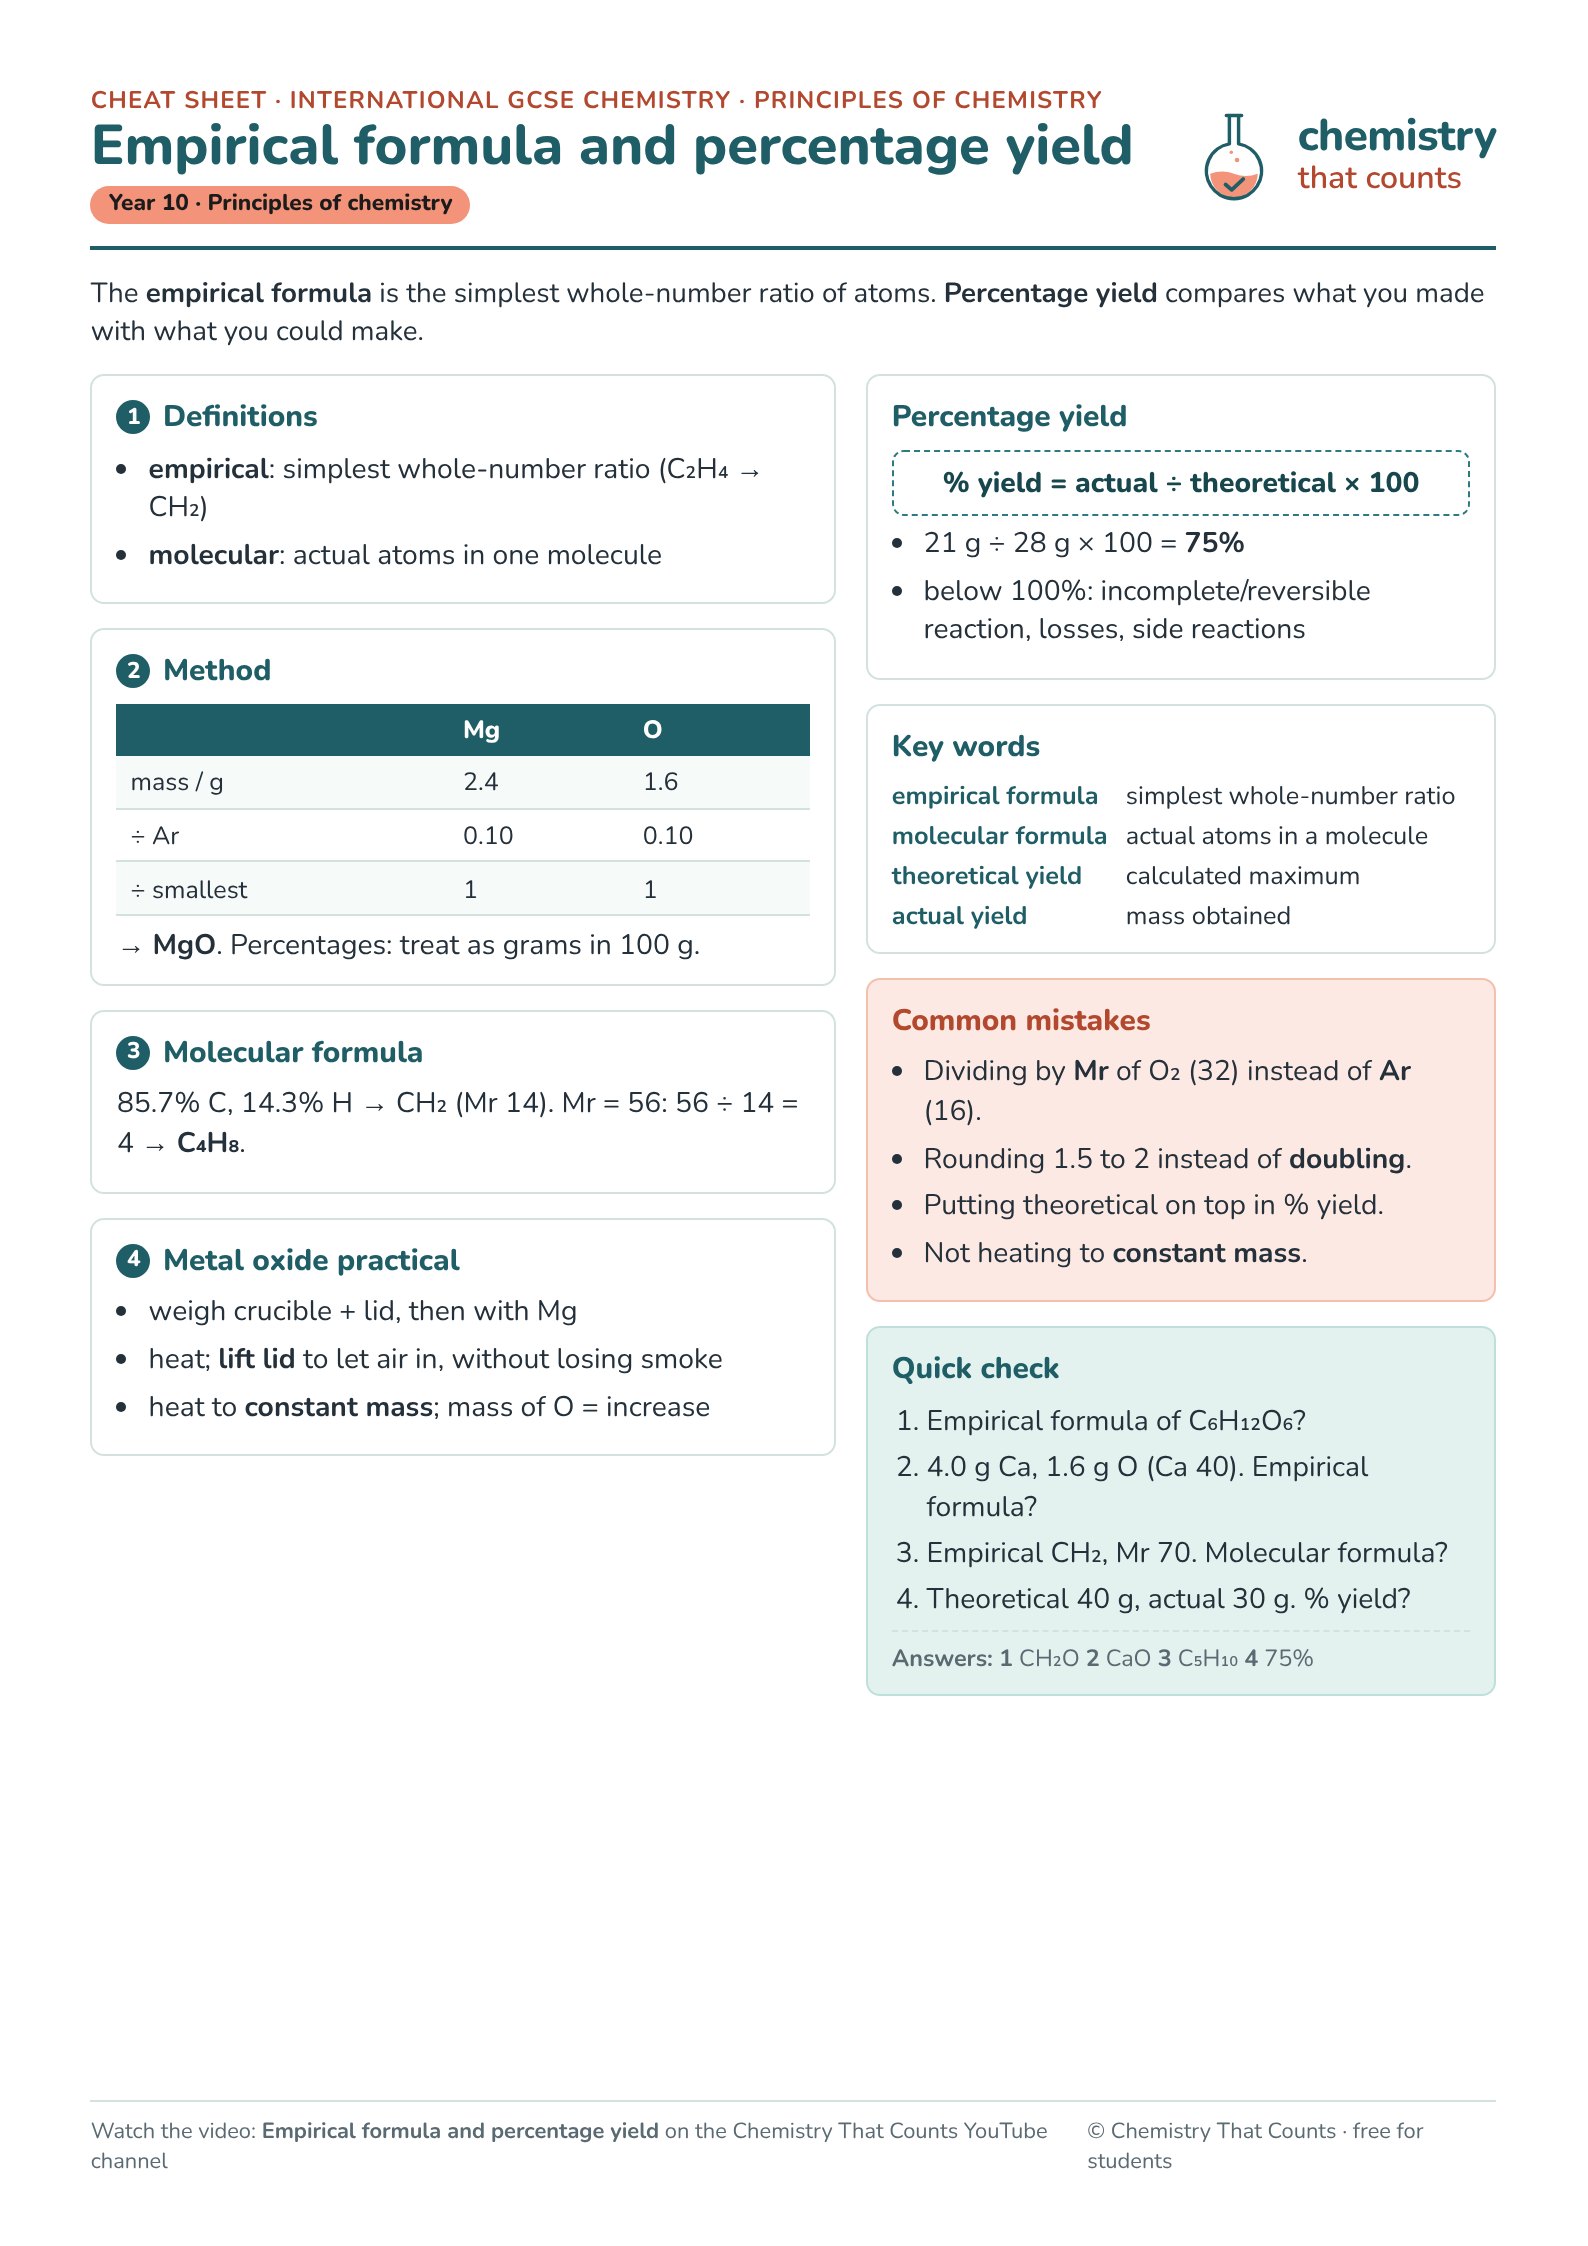 CHEAT SHEET · INTERNATIONAL GCSE CHEMISTRY · PRINCIPLES OF CHEMISTRY
Empirical formula and percentage yield
Year 10 · Principles of chemistry
chemistry
that counts
The empirical formula is the simplest whole-number ratio of atoms. Percentage yield compares what you made
with what you could make.
1 Definitions
• empirical: simplest whole-number ratio (C₂H₄ →
CH₂)
• molecular: actual atoms in one molecule
2 Method
Mg O
mass / g 2.4 1.6
÷ Ar 0.10 0.10
÷ smallest 1 1
→ MgO. Percentages: treat as grams in 100 g.
3 Molecular formula
85.7% C, 14.3% H → CH₂ (Mr 14). Mr = 56: 56 ÷ 14 =
4 → C₄H₈.
4 Metal oxide practical
• weigh crucible + lid, then with Mg
• heat; lift lid to let air in, without losing smoke
• heat to constant mass; mass of O = increase
Percentage yield
% yield = actual ÷ theoretical × 100
• 21 g ÷ 28 g × 100 = 75%
• below 100%: incomplete/reversible
reaction, losses, side reactions
Key words
empirical formula simplest whole-number ratio
molecular formula actual atoms in a molecule
theoretical yield calculated maximum
actual yield mass obtained
Common mistakes
• Dividing by Mr of O₂ (32) instead of Ar
(16).
• Rounding 1.5 to 2 instead of doubling.
• Putting theoretical on top in % yield.
• Not heating to constant mass.
Quick check
1. Empirical formula of C₆H₁₂O₆?
2. 4.0 g Ca, 1.6 g O (Ca 40). Empirical
formula?
3. Empirical CH₂, Mr 70. Molecular formula?
4. Theoretical 40 g, actual 30 g. % yield?
Answers: 1 CH₂O 2 CaO 3 C₅H₁₀ 4 75%
Watch the video: Empirical formula and percentage yield on the Chemistry That Counts YouTube
channel
© Chemistry That Counts · free for
students